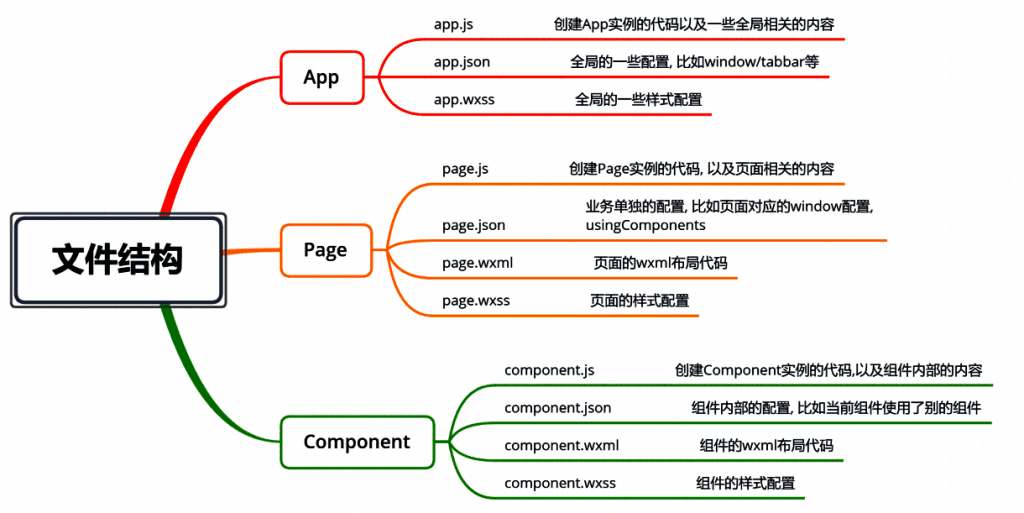 文件结构
App
app.js 创建App实例的代码以及一些全局相关的内容
app.json 全局的一些配置, 比如window/tabbar等
app.wxss 全局的一些样式配置
Page
page.js 创建Page实例的代码, 以及页面相关的内容
page.json 业务单独的配置, 比如页面对应的window配置,
usingComponents
page.wxml 页面的wxml布局代码
page.wxss 页面的样式配置
Component
component.js 创建Component实例的代码,以及组件内部的内容
component.json 组件内部的配置, 比如当前组件使用了别的组件
component.wxml 组件的wxml布局代码
component.wxss 组件的样式配置